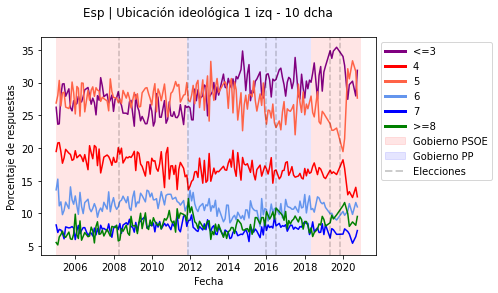 Esp | Ubicación ideológica 1 izq - 10 dcha
Porcentaje de respuestas
35
30
25
20
15
10
5
2006 2008 2010 2012 2014 2016 2018 2020
Fecha
<=3
4
5
6
7
>=8
Gobierno PSOE
Gobierno PP
Elecciones